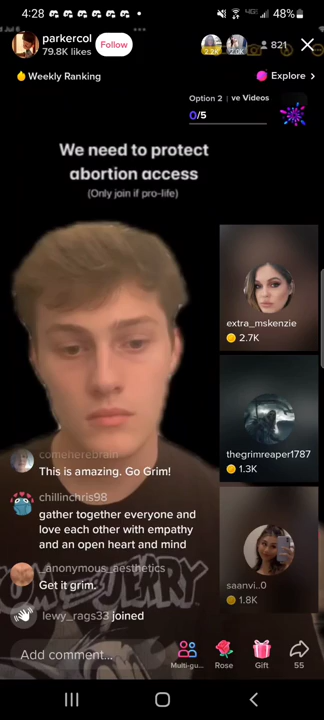 4:28
48%
parkercol
79.8K likes
Follow
821
Weekly Ranking
Explore >
Option 2 | ve Videos
0/5
We need to protect
abortion access
(Only join if pro-life)
extra_mskenzie
2.7K
thegrimreaper1787
1.3K
saanvi..0
1.8K
comeherebrain
This is amazing. Go Grim!
chillinchris98
gather together everyone and
love each other with empathy
and an open heart and mind
_anonymous_aesthetics
Get it grim.
lewy_rags33 joined
Add comment...
Multi-gu...
Rose
Gift
55